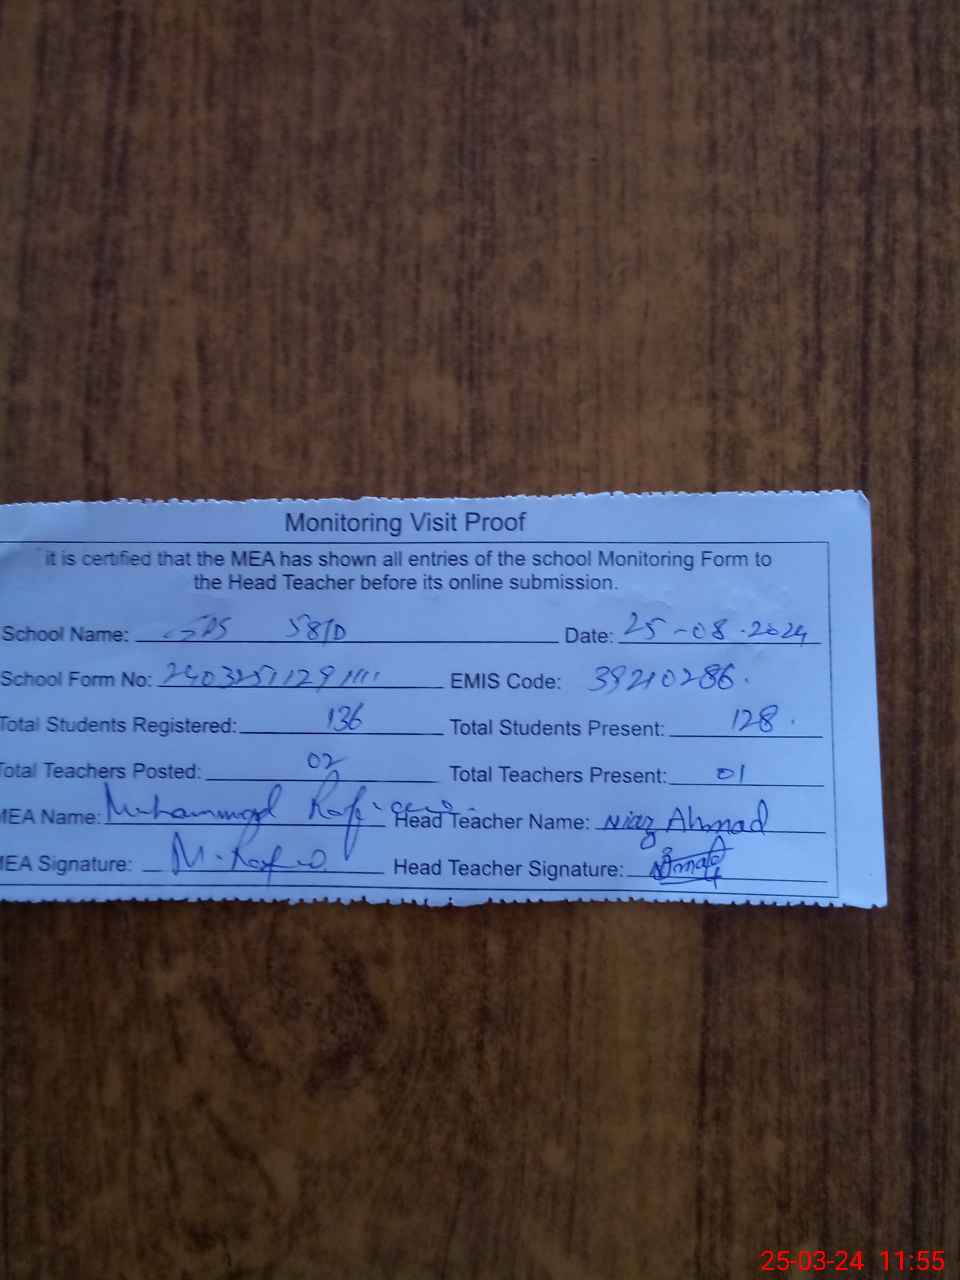 Monitoring Visit Proof
it is certified that the MEA has shown all entries of the school Monitoring Form to
the Head Teacher before its online submission.
School Name: 58/D Date: 25-08-2024
School Form No: EMIS Code: 39210286.
Total Students Registered: 136 Total Students Present: 128.
Total Teachers Posted: 02 Total Teachers Present: 01
MEA Name: Muhammad Head Teacher Name: Niaz Ahmad
MEA Signature: Head Teacher Signature:
25-03-24 11:55